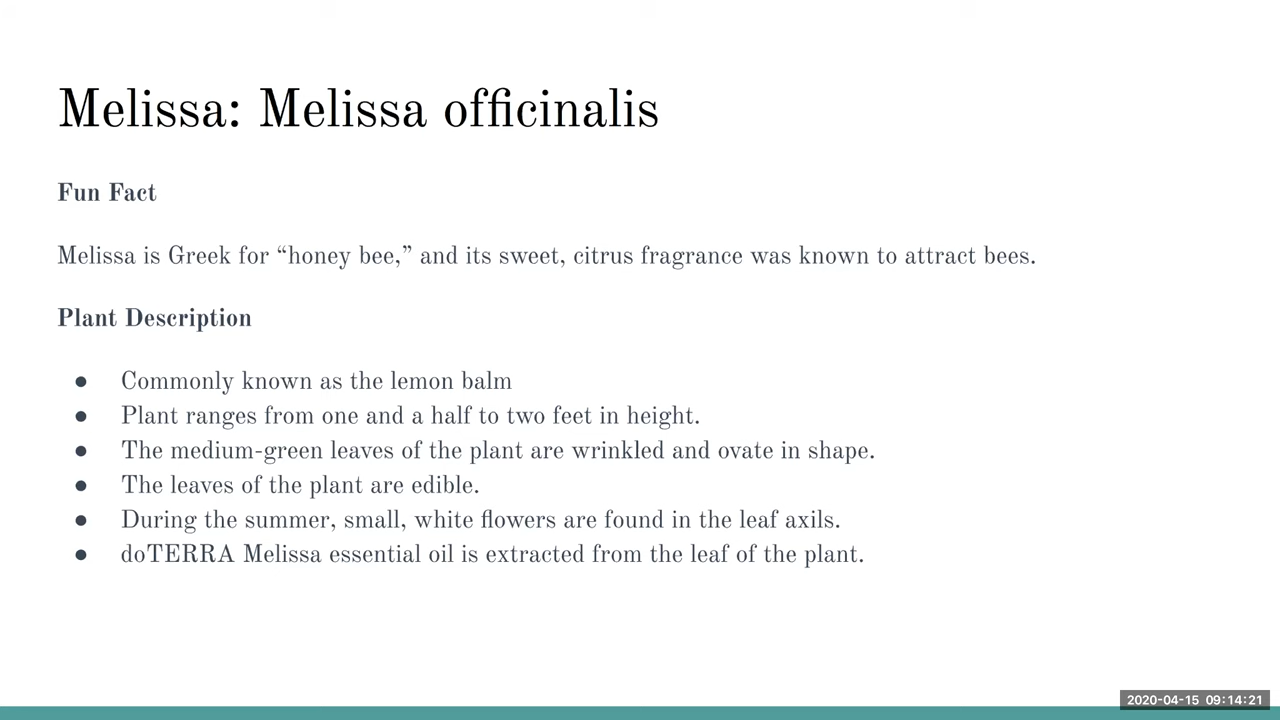 Melissa: Melissa officinalis
Fun Fact
Melissa is Greek for “honey bee,” and its sweet, citrus fragrance was known to attract bees.
Plant Description
● Commonly known as the lemon balm
● Plant ranges from one and a half to two feet in height.
● The medium-green leaves of the plant are wrinkled and ovate in shape.
● The leaves of the plant are edible.
● During the summer, small, white flowers are found in the leaf axils.
● doTERRA Melissa essential oil is extracted from the leaf of the plant.
2020-04-15 09:14:21